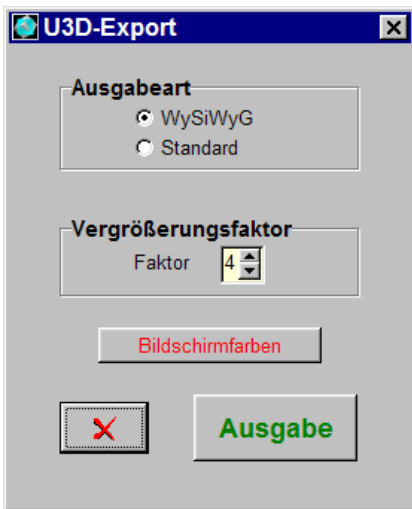 U3D-Export
Ausgabeart
WySiWyG
Standard
Vergrößerungsfaktor
Faktor 4
Bildschirmfarben
Ausgabe